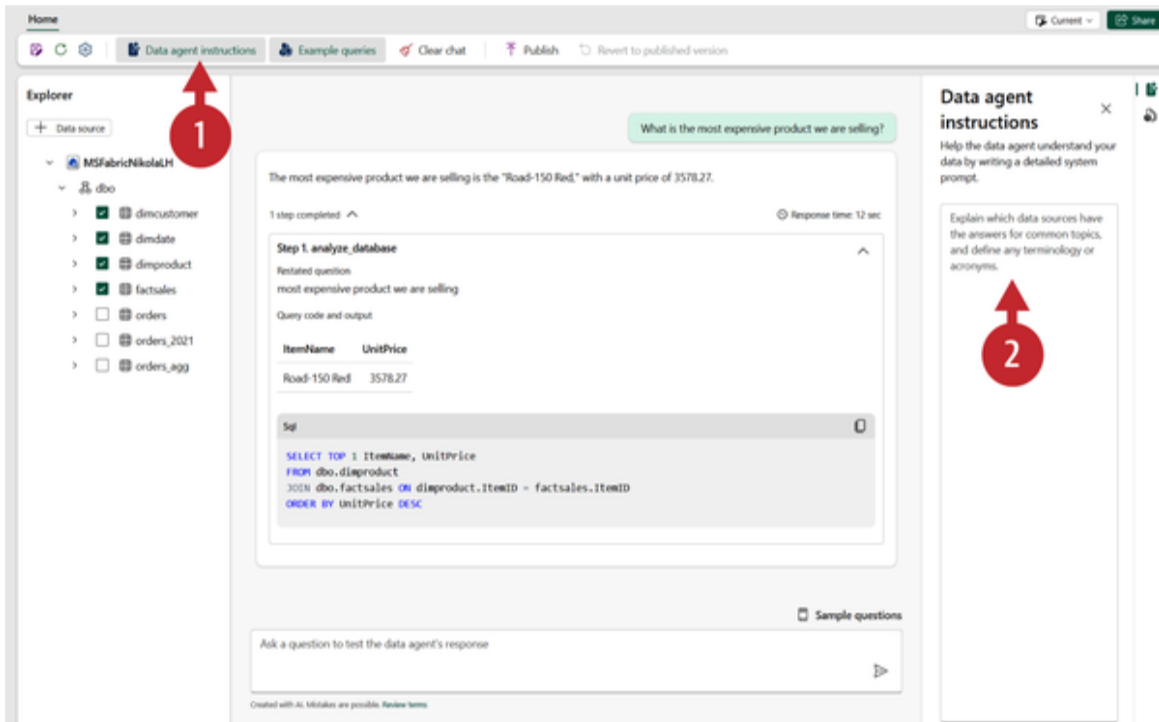 Home
Current
Share
Data agent instructions
Example queries
Clear chat
Publish
Revert to published version
1
Explorer
+ Data source
MSFabricNikolaLH
dbo
dimcustomer
dimdate
dimproduct
factsales
orders
orders_2021
orders_agg
What is the most expensive product we are selling?
The most expensive product we are selling is the "Road-150 Red," with a unit price of 3578.27.
1 step completed
Response time: 12 sec
Step 1. analyze_database
Restated question
most expensive product we are selling
Query code and output
ItemName UnitPrice
Road-150 Red 3578.27
Sql
SELECT TOP 1 ItemName, UnitPrice
FROM dbo.dimproduct
JOIN dbo.factsales ON dimproduct.ItemID = factsales.ItemID
ORDER BY UnitPrice DESC
Sample questions
Ask a question to test the data agent's response
Created with AI. Mistakes are possible. Review terms
Data agent
instructions
Help the data agent understand your
data by writing a detailed system
prompt.
Explain which data sources have
the answers for common topics,
and define any terminology or
acronyms.
2